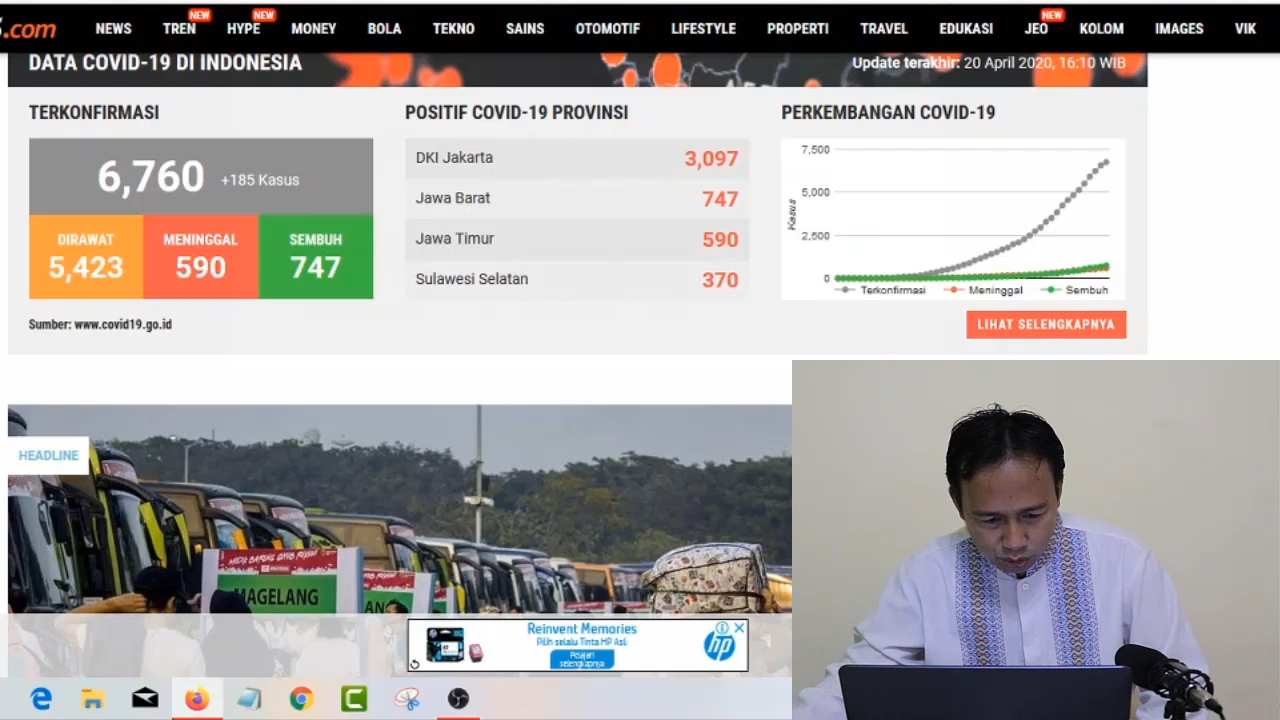 .com NEWS TREN NEW HYPE NEW MONEY BOLA TEKNO SAINS OTOMOTIF LIFESTYLE PROPERTI TRAVEL EDUKASI JEO NEW KOLOM IMAGES VIK
DATA COVID-19 DI INDONESIA
Update terakhir: 20 April 2020, 16:10 WIB
TERKONFIRMASI
6,760 +185 Kasus
DIRAWAT
5,423
MENINGGAL
590
SEMBUH
747
Sumber: www.covid19.go.id
POSITIF COVID-19 PROVINSI
DKI Jakarta 3,097
Jawa Barat 747
Jawa Timur 590
Sulawesi Selatan 370
PERKEMBANGAN COVID-19
7,500
5,000
2,500
0
Kasus
Terkonfirmasi Meninggal Sembuh
LIHAT SELENGKAPNYA
HEADLINE
MAGELANG
Reinvent Memories
Pilih selalu Tinta HP Asli
Pelajari
selengkapnya
hp